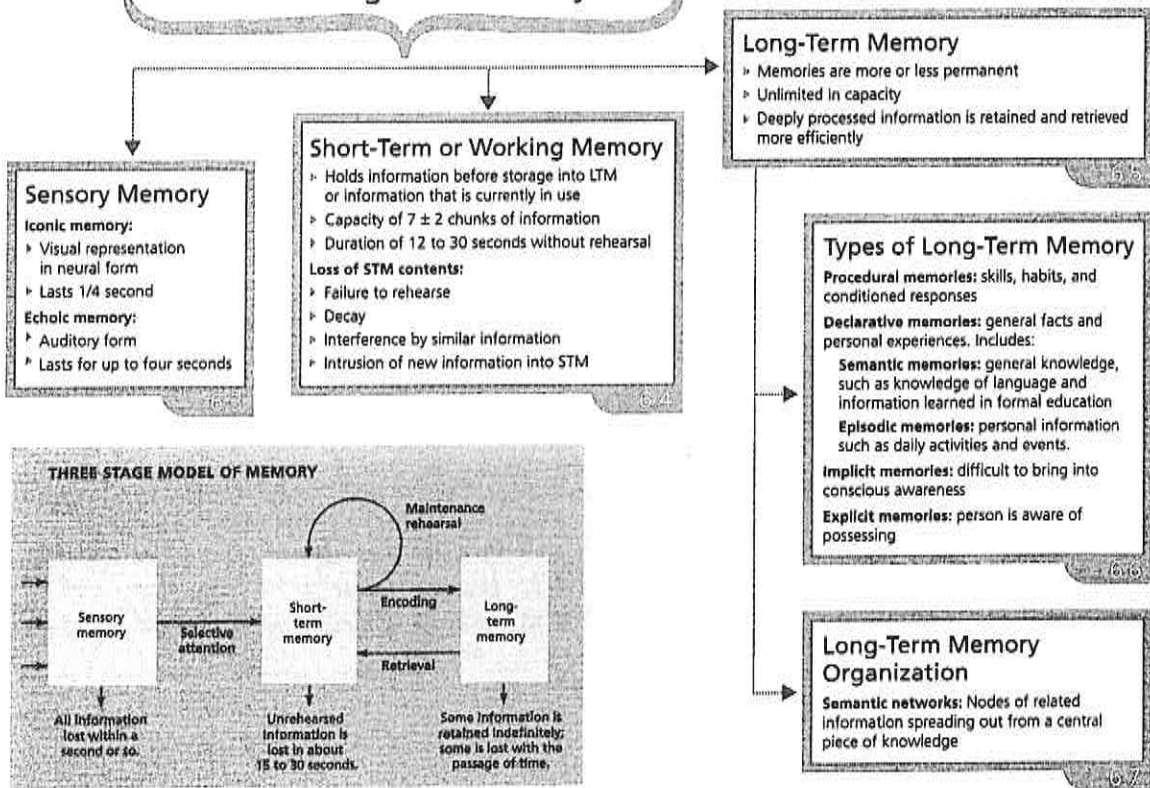 Long-Term Memory
Memories are more or less permanent
Unlimited in capacity
Deeply processed information is retained and retrieved
more efficiently
6.5
Short-Term or Working Memory
Holds information before storage into LTM
or information that is currently in use
Capacity of 7 ± 2 chunks of information
Duration of 12 to 30 seconds without rehearsal
Loss of STM contents:
Failure to rehearse
Decay
Interference by similar information
Intrusion of new information into STM
6.4
Sensory Memory
Iconic memory:
Visual representation
in neural form
Lasts 1/4 second
Echoic memory:
Auditory form
Lasts for up to four seconds
Types of Long-Term Memory
Procedural memories: skills, habits, and
conditioned responses
Declarative memories: general facts and
personal experiences. Includes:
Semantic memories: general knowledge,
such as knowledge of language and
information learned in formal education
Episodic memories: personal information
such as daily activities and events.
Implicit memories: difficult to bring into
conscious awareness
Explicit memories: person is aware of
possessing
6.6
THREE STAGE MODEL OF MEMORY
Maintenance
rehearsal
Sensory
memory
Selective
attention
Short-
term
memory
Encoding
Retrieval
Long-
term
memory
All information
lost within a
second or so.
Unrehearsed
information is
lost in about
15 to 30 seconds.
Some information is
retained indefinitely;
some is lost with the
passage of time.
Long-Term Memory
Organization
Semantic networks: Nodes of related
information spreading out from a central
piece of knowledge
6.7